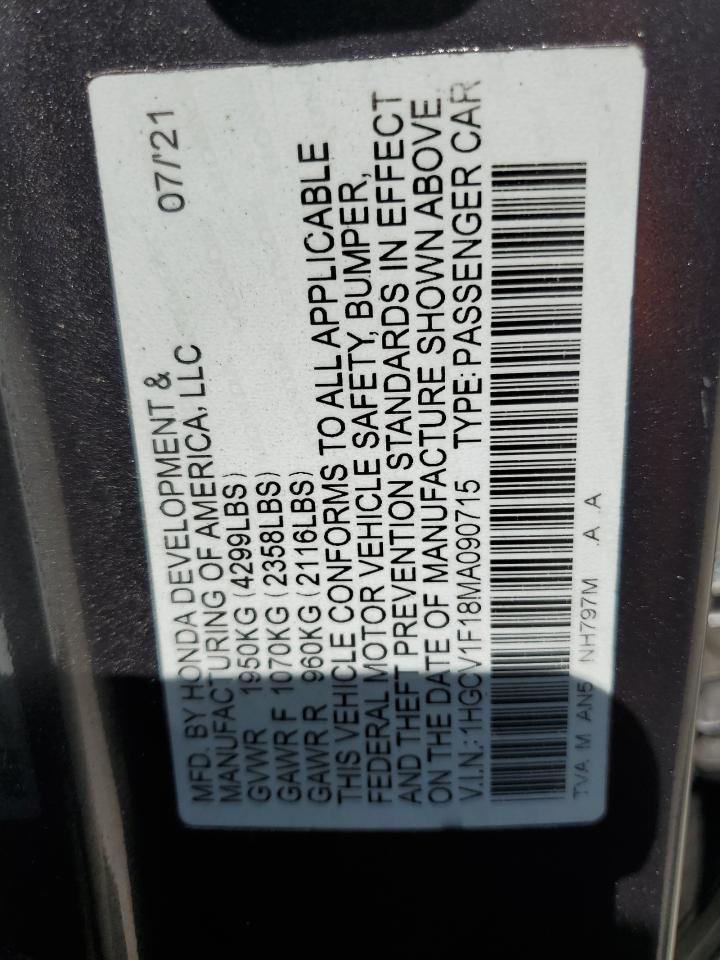 MFD. BY HONDA DEVELOPMENT & 07/'21
MANUFACTURING OF AMERICA, LLC
GVWR 1950KG (4299LBS)
GAWR F 1070KG (2358LBS)
GAWR R 960KG (2116LBS)
THIS VEHICLE CONFORMS TO ALL APPLICABLE
FEDERAL MOTOR VEHICLE SAFETY, BUMPER,
AND THEFT PREVENTION STANDARDS IN EFFECT
ON THE DATE OF MANUFACTURE SHOWN ABOVE.
V.I.N.: 1HGCV1F18MA090715 TYPE: PASSENGER CAR
TVA M AN5 NH797M .A .A